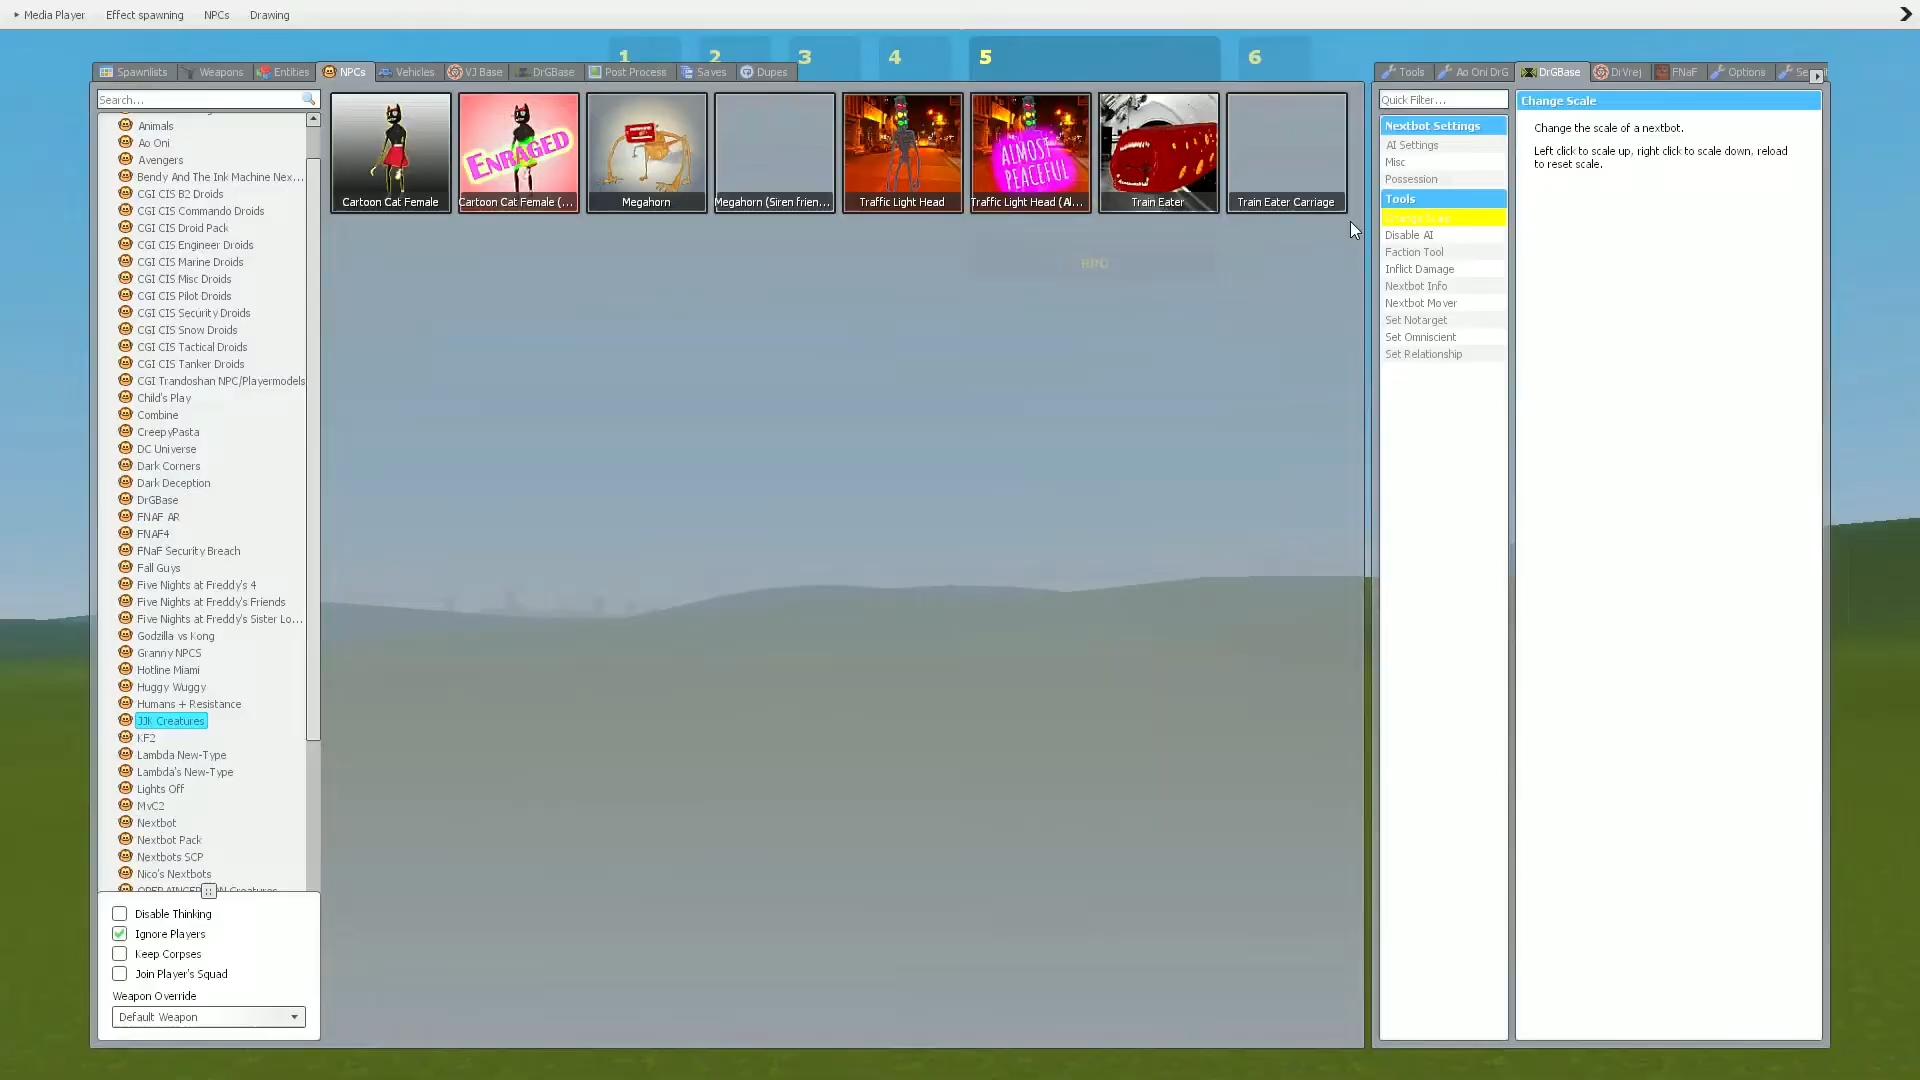 Media Player Effect spawning NPCs Drawing
1 2 3 4 5 6
Spawnlists Weapons Entities NPCs Vehicles VJ Base DrGBase Post Process Saves Dupes
Search...
Animals
Ao Oni
Avengers
Bendy And The Ink Machine Nex...
CGI CIS B2 Droids
CGI CIS Commando Droids
CGI CIS Droid Pack
CGI CIS Engineer Droids
CGI CIS Marine Droids
CGI CIS Misc Droids
CGI CIS Pilot Droids
CGI CIS Security Droids
CGI CIS Snow Droids
CGI CIS Tactical Droids
CGI CIS Tanker Droids
CGI Trandoshan NPC/Playermodels
Child's Play
Combine
CreepyPasta
DC Universe
Dark Corners
Dark Deception
DrGBase
FNAF AR
FNAF4
FNaF Security Breach
Fall Guys
Five Nights at Freddy's 4
Five Nights at Freddy's Friends
Five Nights at Freddy's Sister Lo...
Godzilla vs Kong
Granny NPCS
Hotline Miami
Huggy Wuggy
Humans + Resistance
JJK Creatures
KF2
Lambda New-Type
Lambda's New-Type
Lights Off
MvC2
Nextbot
Nextbot Pack
Nextbots SCP
Nico's Nextbots
Disable Thinking
Ignore Players
Keep Corpses
Join Player's Squad
Weapon Override
Default Weapon
Cartoon Cat Female
ENRAGED
Cartoon Cat Female (...
Megahorn
Megahorn (Siren frien...
Traffic Light Head
ALMOST
PEACEFUL
Traffic Light Head (Al...
Train Eater
Train Eater Carriage
RPG
Tools Ao Oni DrG DrGBase DrVrej FNaF Options
Quick Filter...
Nextbot Settings
AI Settings
Misc
Possession
Tools
Change Scale
Disable AI
Faction Tool
Inflict Damage
Nextbot Info
Nextbot Mover
Set Notarget
Set Omniscient
Set Relationship
Change Scale
Change the scale of a nextbot.
Left click to scale up, right click to scale down, reload
to reset scale.